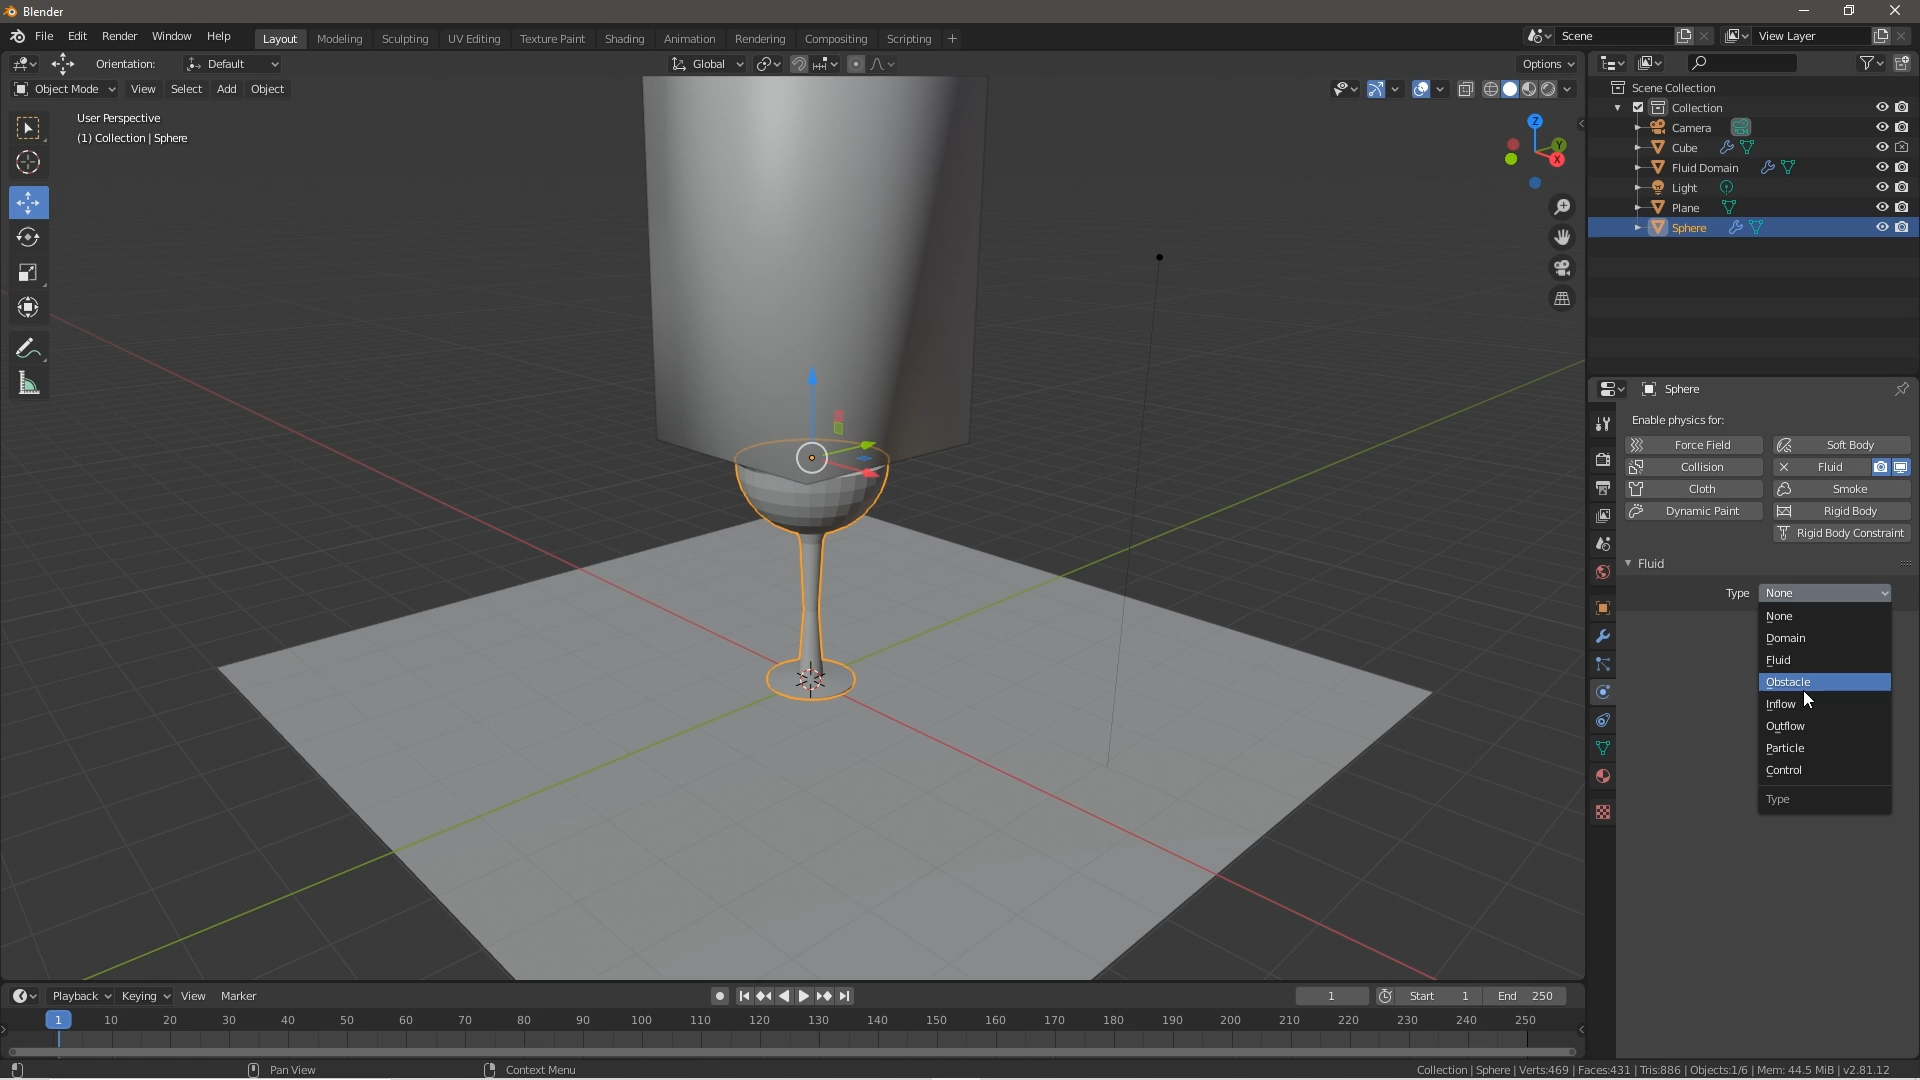 Blender
File Edit Render Window Help
Layout Modeling Sculpting UV Editing Texture Paint Shading Animation Rendering Compositing Scripting +
Scene
View Layer
Orientation: Default
Global
Options
Object Mode View Select Add Object
User Perspective
(1) Collection | Sphere
Z
Y
X
Scene Collection
Collection
Camera
Cube
Fluid Domain
Light
Plane
Sphere
Sphere
Enable physics for:
Force Field Soft Body
Collision Fluid
Cloth Smoke
Dynamic Paint Rigid Body
Rigid Body Constraint
Fluid
Type None
None
Domain
Fluid
Obstacle
Inflow
Outflow
Particle
Control
Type
Playback Keying View Marker
1 Start 1 End 250
1 10 20 30 40 50 60 70 80 90 100 110 120 130 140 150 160 170 180 190 200 210 220 230 240 250
Pan View Context Menu
Collection | Sphere | Verts:469 | Faces:431 | Tris:886 | Objects:1/6 | Mem: 44.5 MiB | v2.81.12